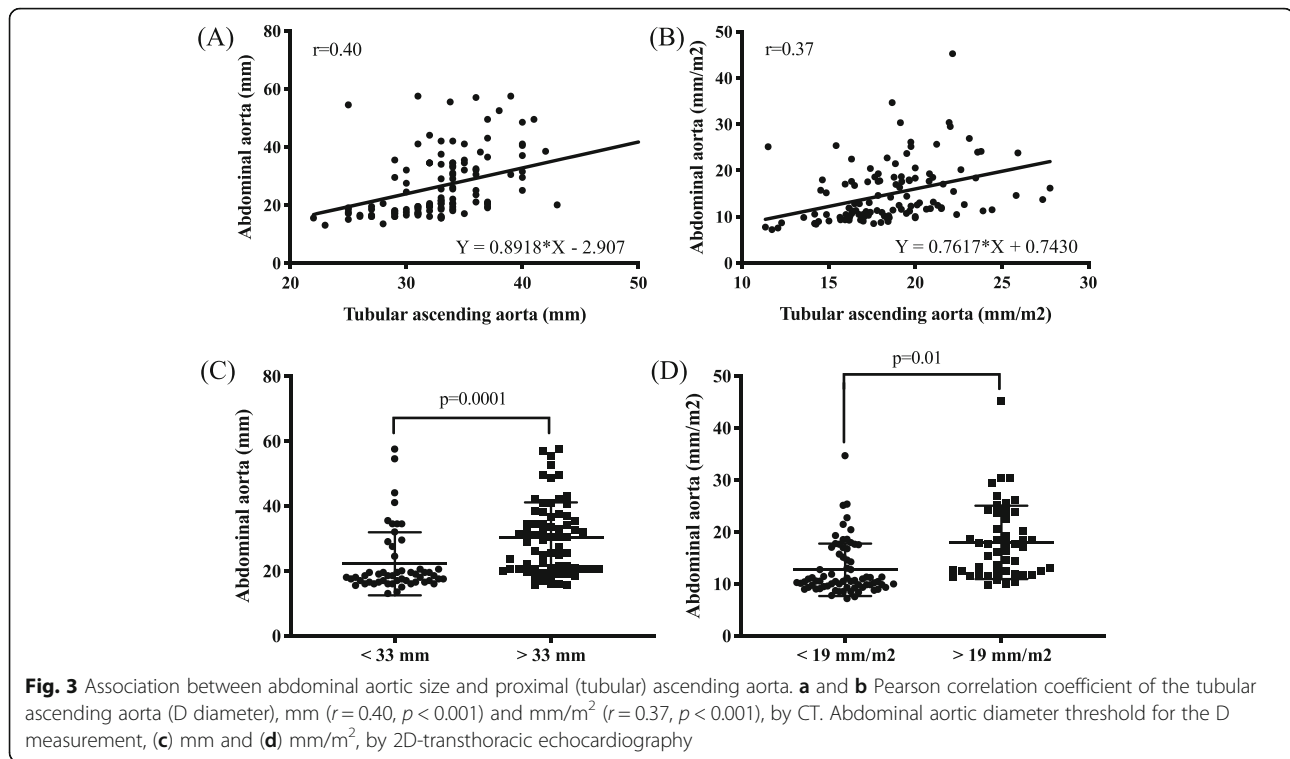 (A)
r=0.40
80
60
40
20
0
Abdominal aorta (mm)
Y = 0.8918*X - 2.907
20 30 40 50
Tubular ascending aorta (mm)
(B)
r=0.37
50
40
30
20
10
0
Abdominal aorta (mm/m2)
Y = 0.7617*X + 0.7430
10 15 20 25 30
Tubular ascending aorta (mm/m2)
(C)
p=0.0001
80
60
40
20
0
Abdominal aorta (mm)
< 33 mm > 33 mm
(D)
p=0.01
50
40
30
20
10
0
Abdominal aorta (mm/m2)
< 19 mm/m2 > 19 mm/m2
Fig. 3 Association between abdominal aortic size and proximal (tubular) ascending aorta. a and b Pearson correlation coefficient of the tubular
ascending aorta (D diameter), mm (r = 0.40, p < 0.001) and mm/m² (r = 0.37, p < 0.001), by CT. Abdominal aortic diameter threshold for the D
measurement, (c) mm and (d) mm/m², by 2D-transthoracic echocardiography